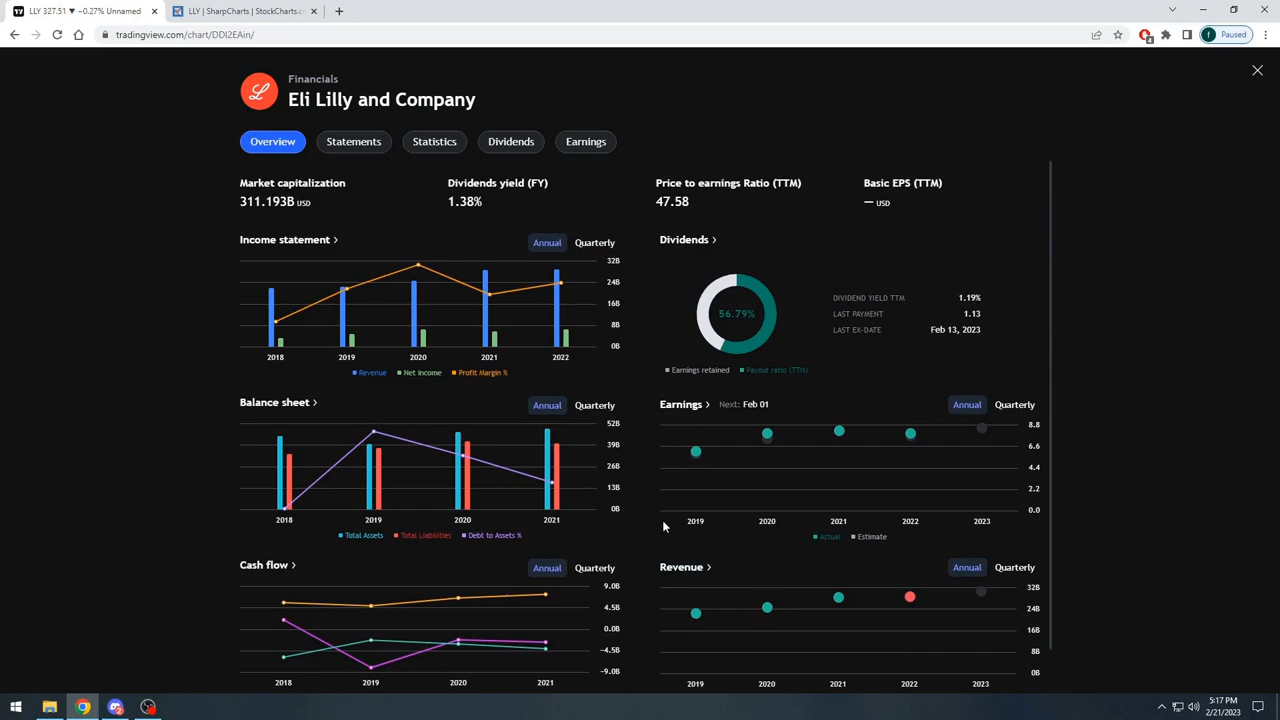 LLY 327.51 ▼ −0.27% Unnamed
LLY | SharpCharts | StockCharts.c
tradingview.com/chart/DDI2EAin/
4
f
Paused
Financials
Eli Lilly and Company
Overview
Statements
Statistics
Dividends
Earnings
Market capitalization
311.193B USD
Dividends yield (FY)
1.38%
Price to earnings Ratio (TTM)
47.58
Basic EPS (TTM)
— USD
Income statement
Annual Quarterly
32B
24B
16B
8B
0B
2018 2019 2020 2021 2022
Revenue Net income Profit Margin %
Dividends
56.79%
Earnings retained Payout ratio (TTM)
DIVIDEND YIELD TTM 1.19%
LAST PAYMENT 1.13
LAST EX-DATE Feb 13, 2023
Balance sheet
Annual Quarterly
52B
39B
26B
13B
0B
2018 2019 2020 2021
Total Assets Total Liabilities Debt to Assets %
Earnings Next: Feb 01
Annual Quarterly
8.8
6.6
4.4
2.2
0.0
2019 2020 2021 2022 2023
Actual Estimate
Cash flow
Annual Quarterly
9.0B
4.5B
0.0B
−4.5B
−9.0B
2018 2019 2020 2021
Revenue
Annual Quarterly
32B
24B
16B
8B
0B
2019 2020 2021 2022 2023
5:17 PM
2/21/2023